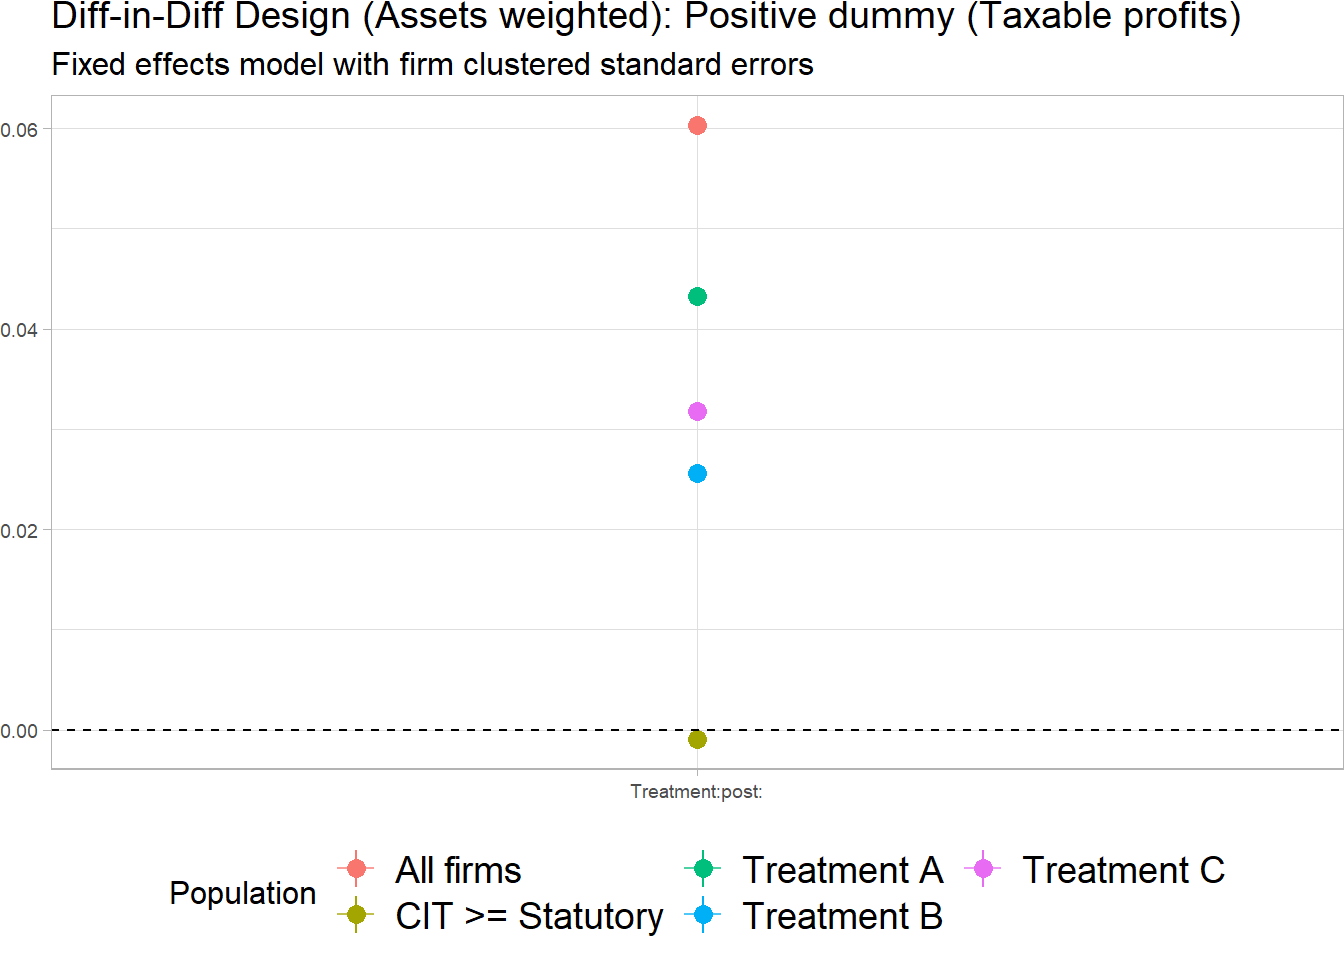 Diff-in-Diff Design (Assets weighted): Positive dummy (Taxable profits)
Fixed effects model with firm clustered standard errors
0.06
0.04
0.02
0.00
Treatment:post:
Population
All firms
CIT >= Statutory
Treatment A
Treatment B
Treatment C